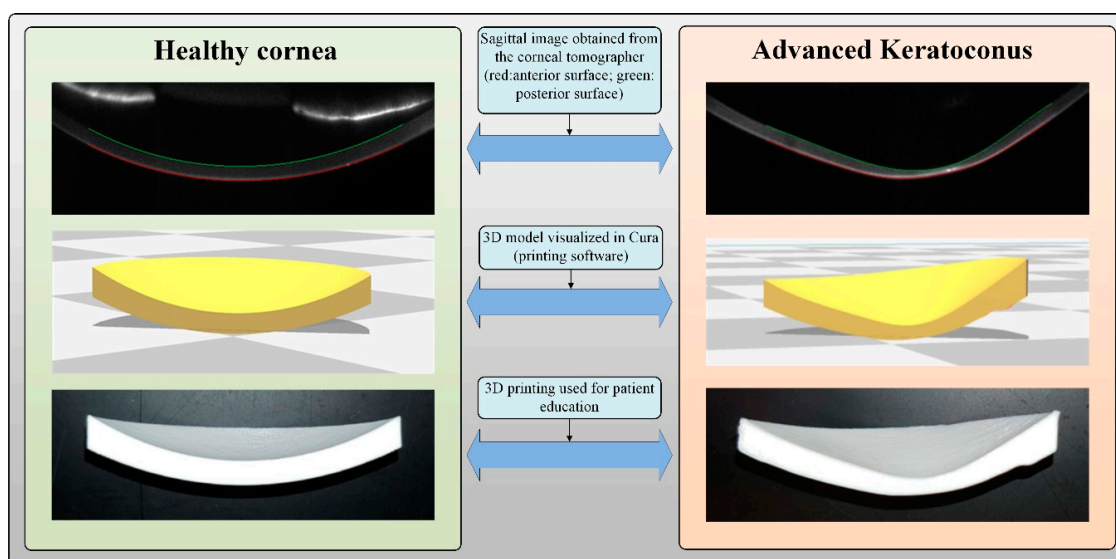 Healthy cornea
Sagittal image obtained from
the corneal tomographer
(red:anterior surface; green:
posterior surface)
Advanced Keratoconus
3D model visualized in Cura
(printing software)
3D printing used for patient
education